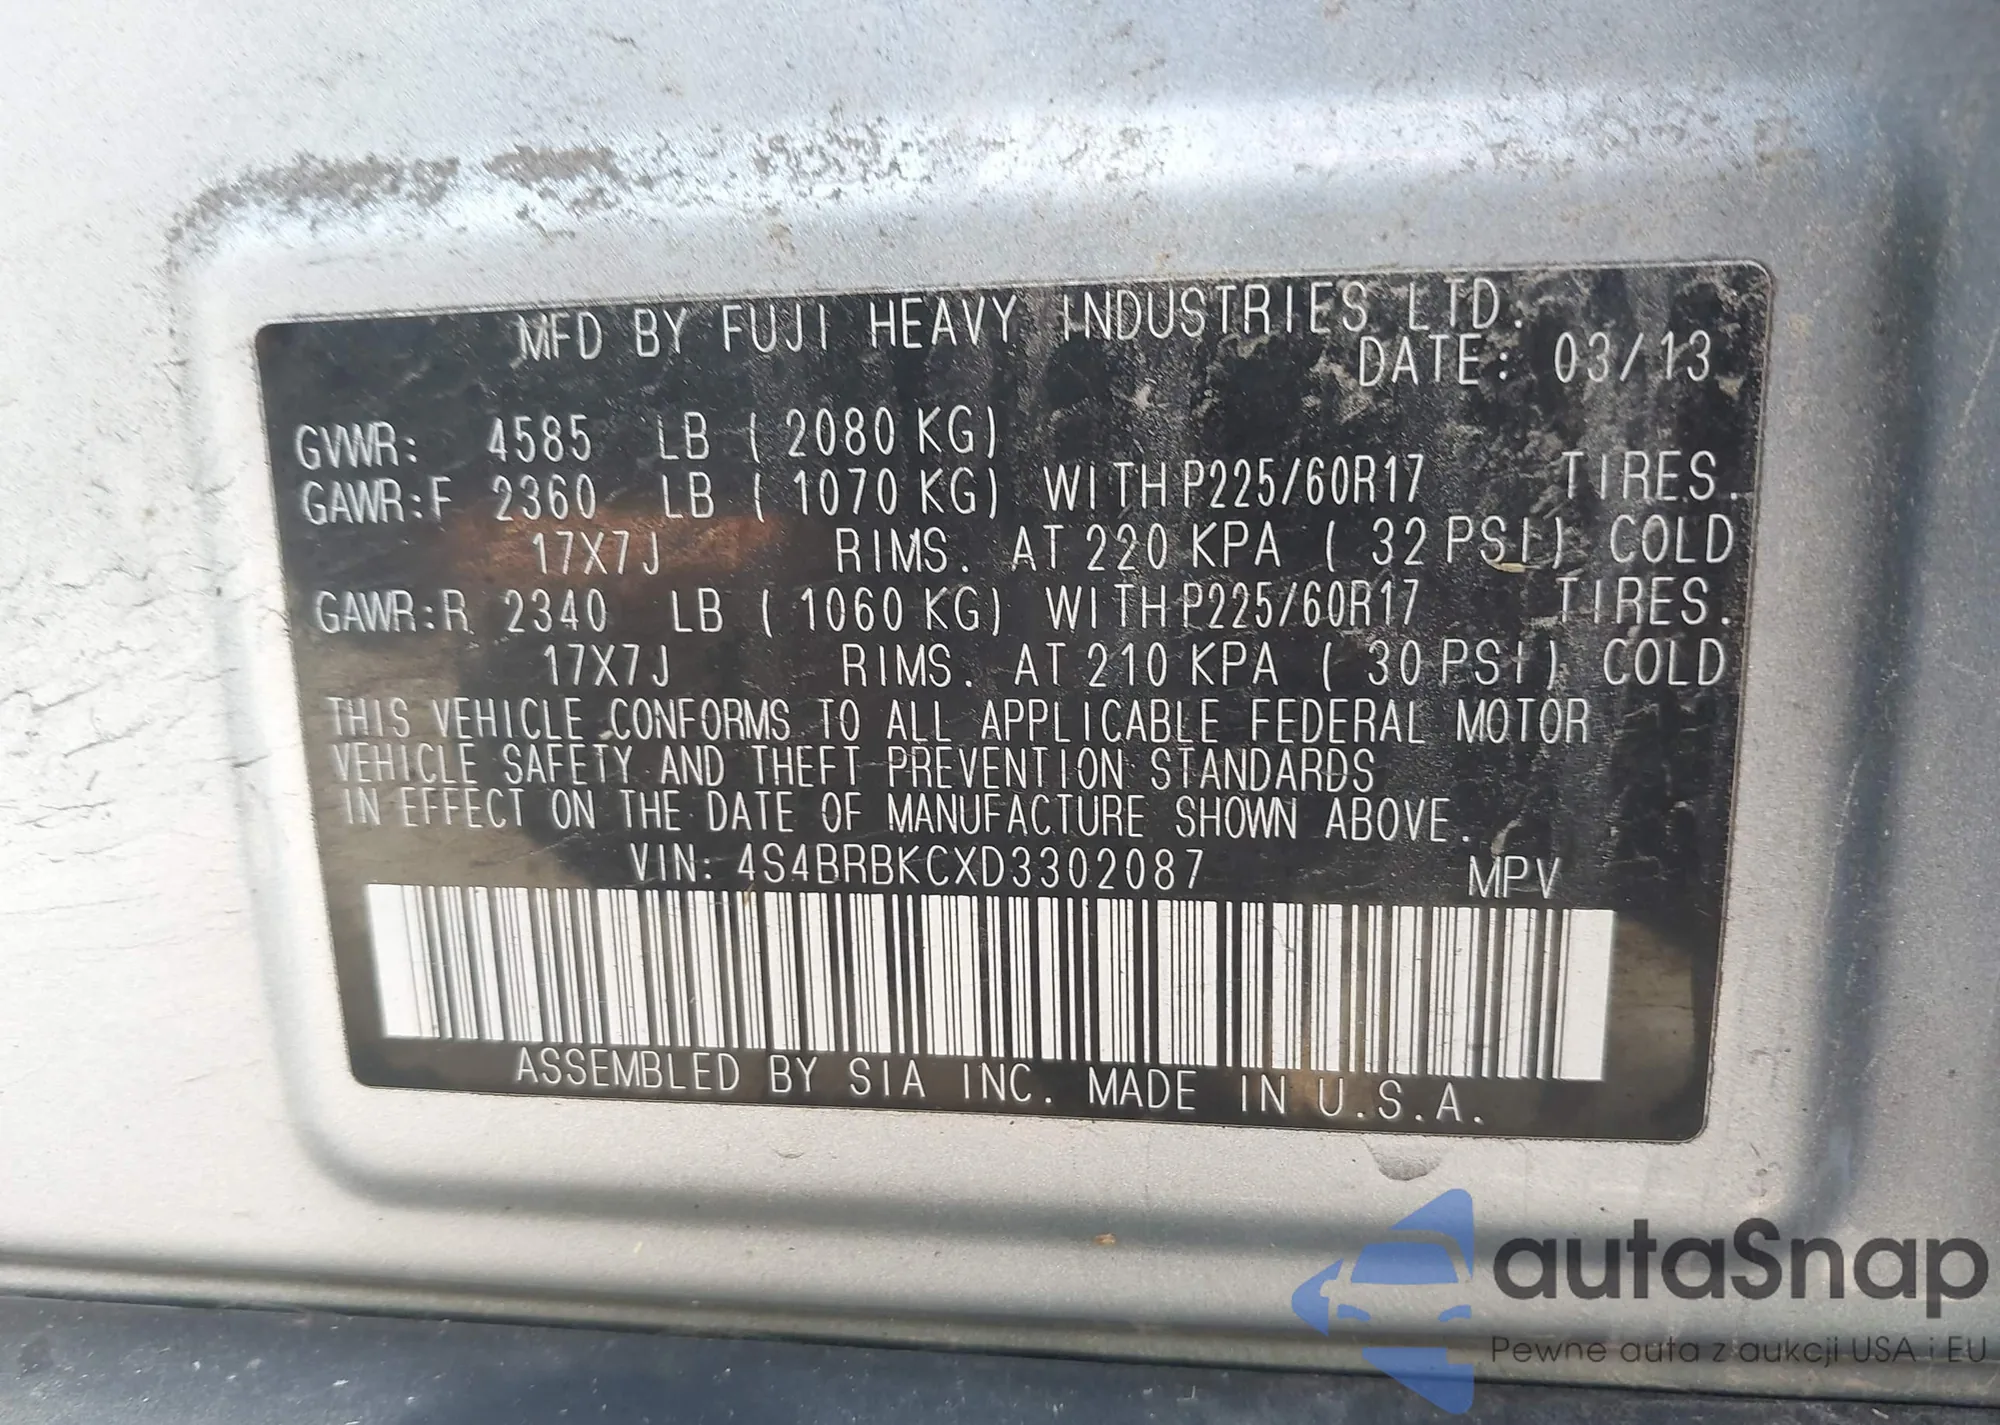 MFD BY FUJI HEAVY INDUSTRIES LTD.
DATE: 03/13
GVWR: 4585 LB ( 2080 KG)
GAWR:F 2360 LB ( 1070 KG) WITH P225/60R17 TIRES.
17X7J RIMS. AT 220 KPA ( 32 PSI) COLD
GAWR:R 2340 LB ( 1060 KG) WITH P225/60R17 TIRES.
17X7J RIMS. AT 210 KPA ( 30 PSI) COLD
THIS VEHICLE CONFORMS TO ALL APPLICABLE FEDERAL MOTOR
VEHICLE SAFETY AND THEFT PREVENTION STANDARDS
IN EFFECT ON THE DATE OF MANUFACTURE SHOWN ABOVE.
VIN: 4S4BRBKCXD3302087 MPV
ASSEMBLED BY SIA INC. MADE IN U.S.A.
autaSnap
Pewne auta z aukcji USA i EU